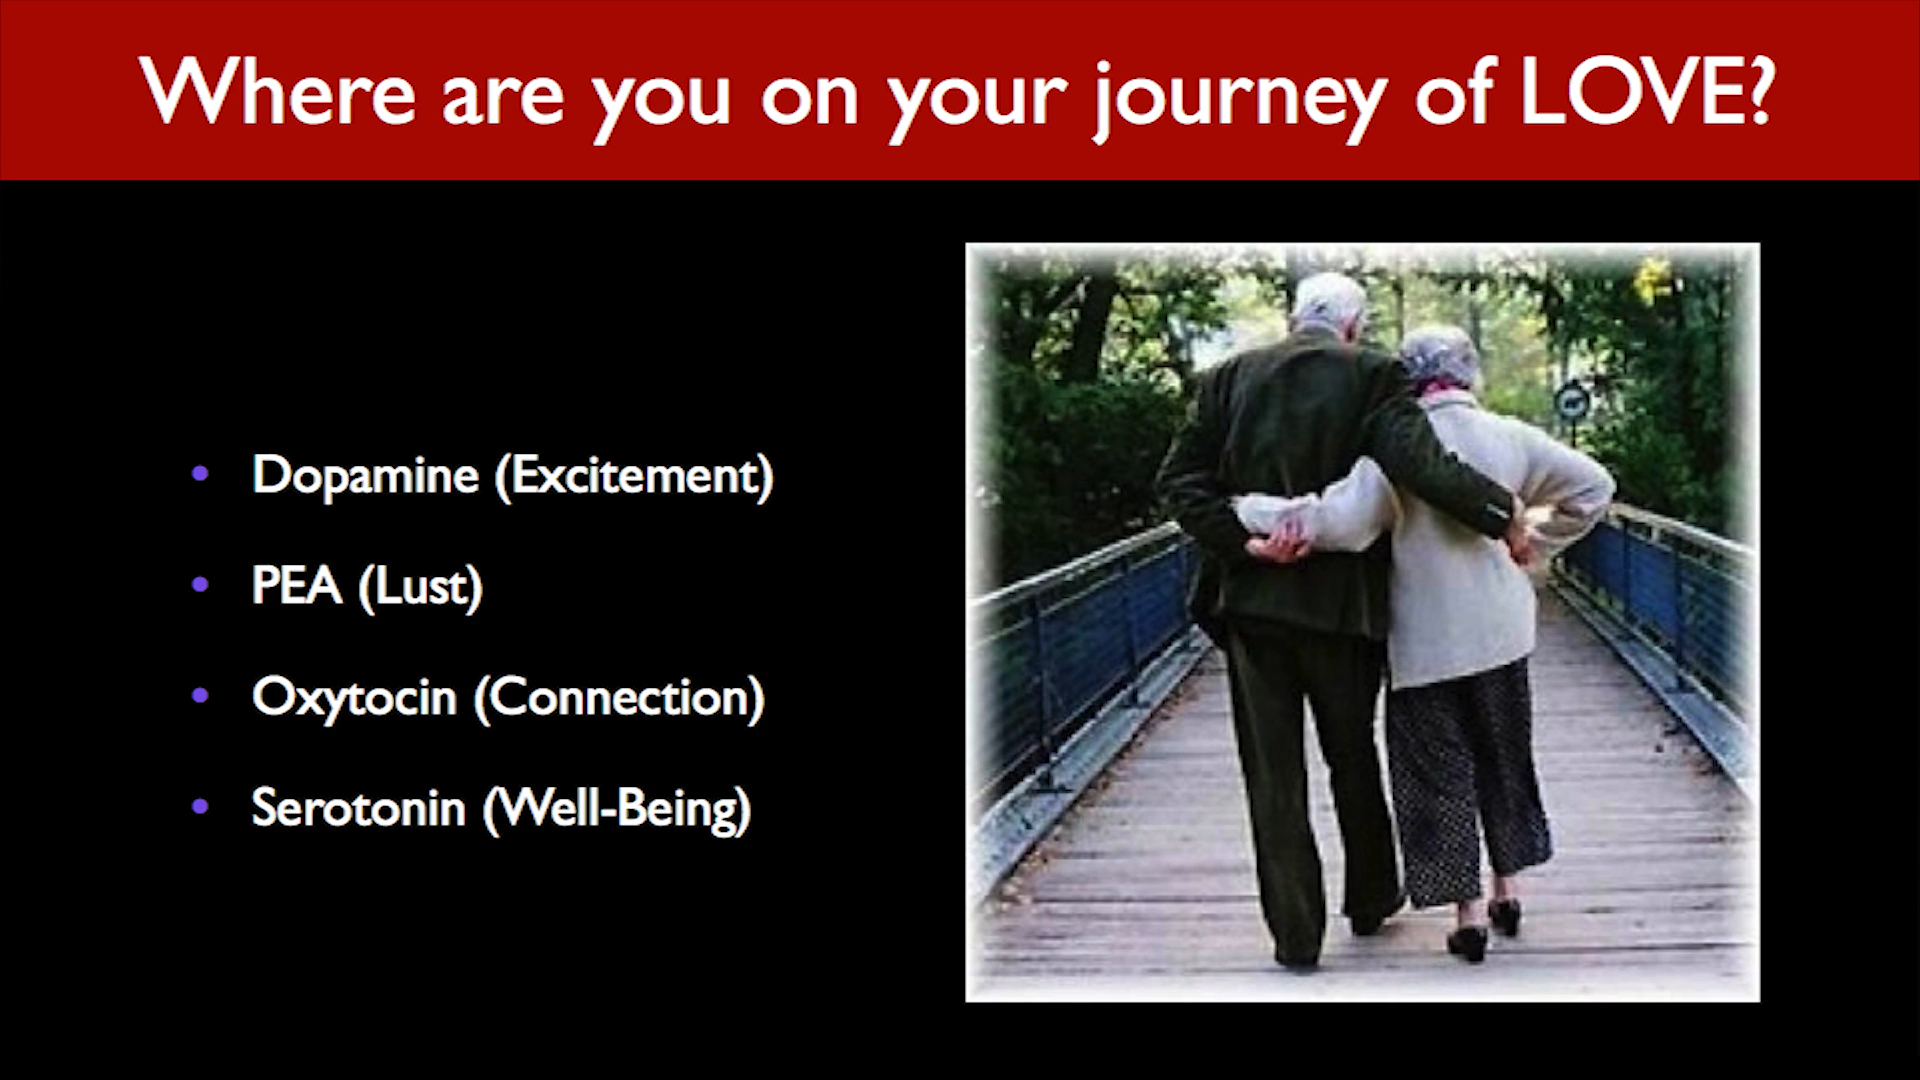 Where are you on your journey of LOVE?
• Dopamine (Excitement)
• PEA (Lust)
• Oxytocin (Connection)
• Serotonin (Well-Being)